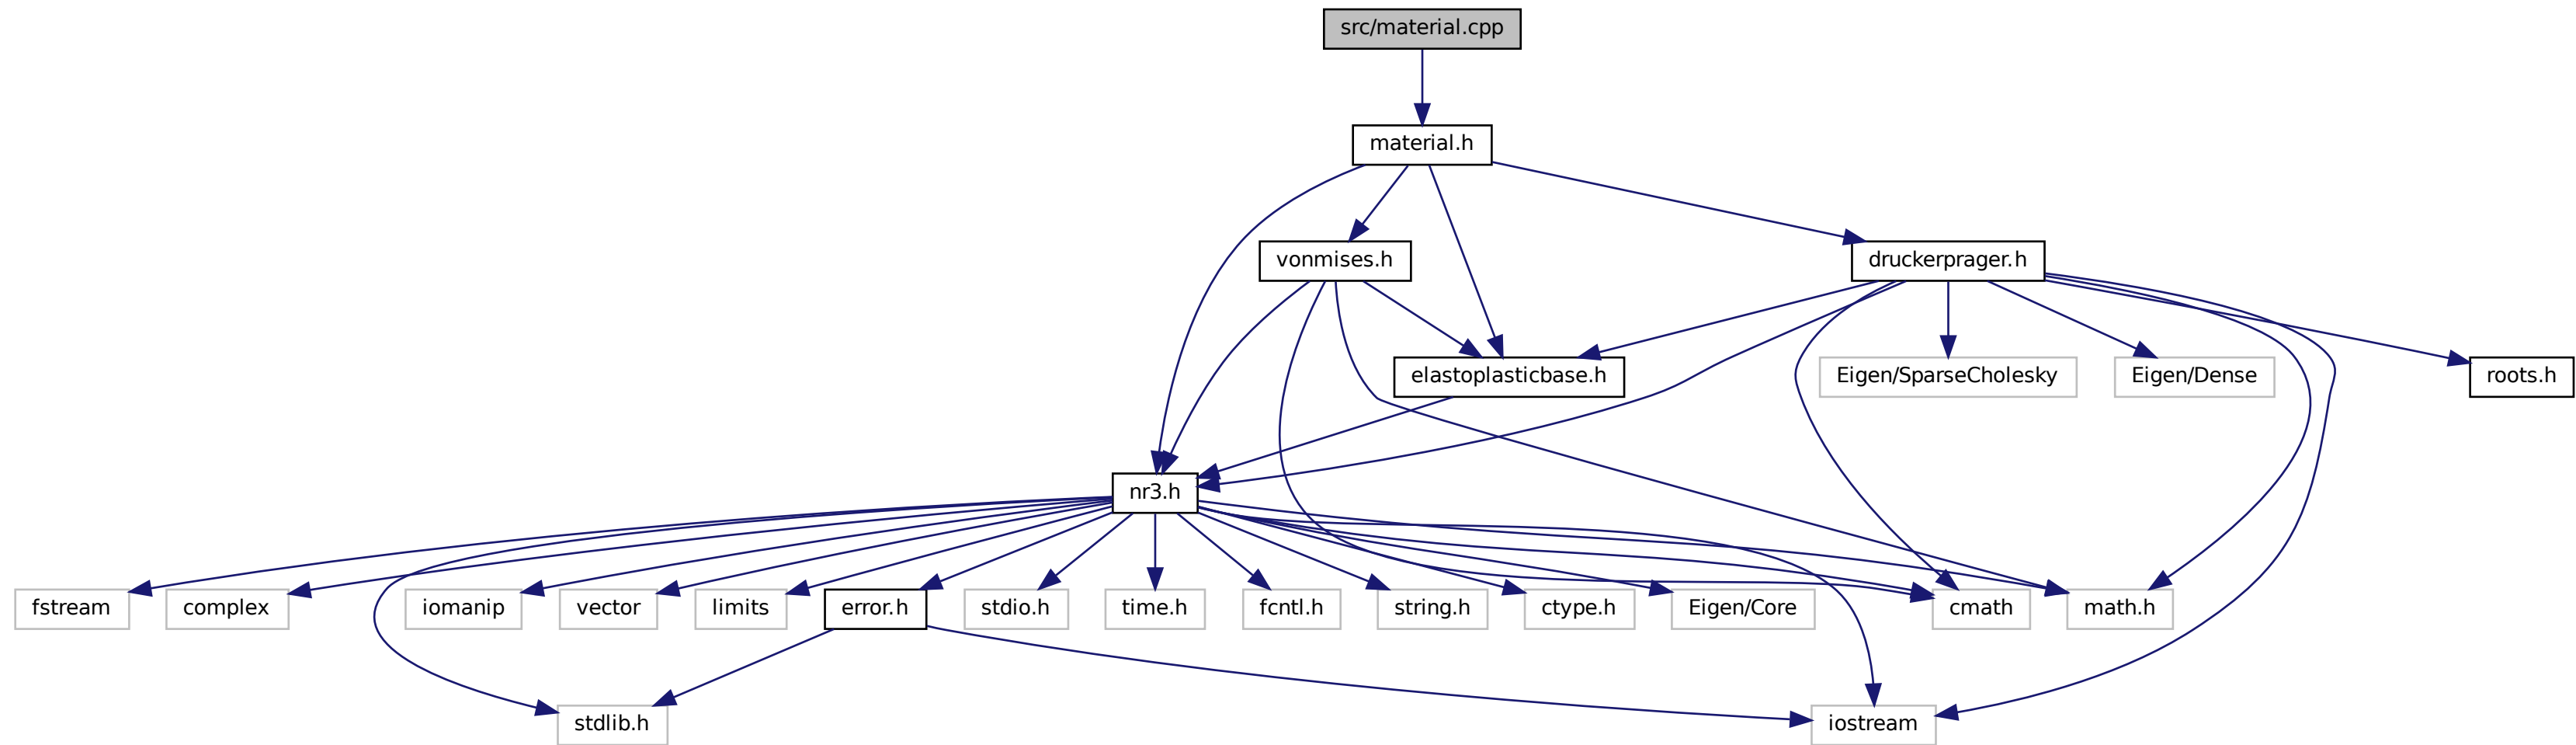 src/material.cpp
material.h
vonmises.h
druckerprager.h
elastoplasticbase.h
Eigen/SparseCholesky
Eigen/Dense
roots.h
nr3.h
fstream
complex
iomanip
vector
limits
error.h
stdio.h
time.h
fcntl.h
string.h
ctype.h
Eigen/Core
cmath
math.h
stdlib.h
iostream